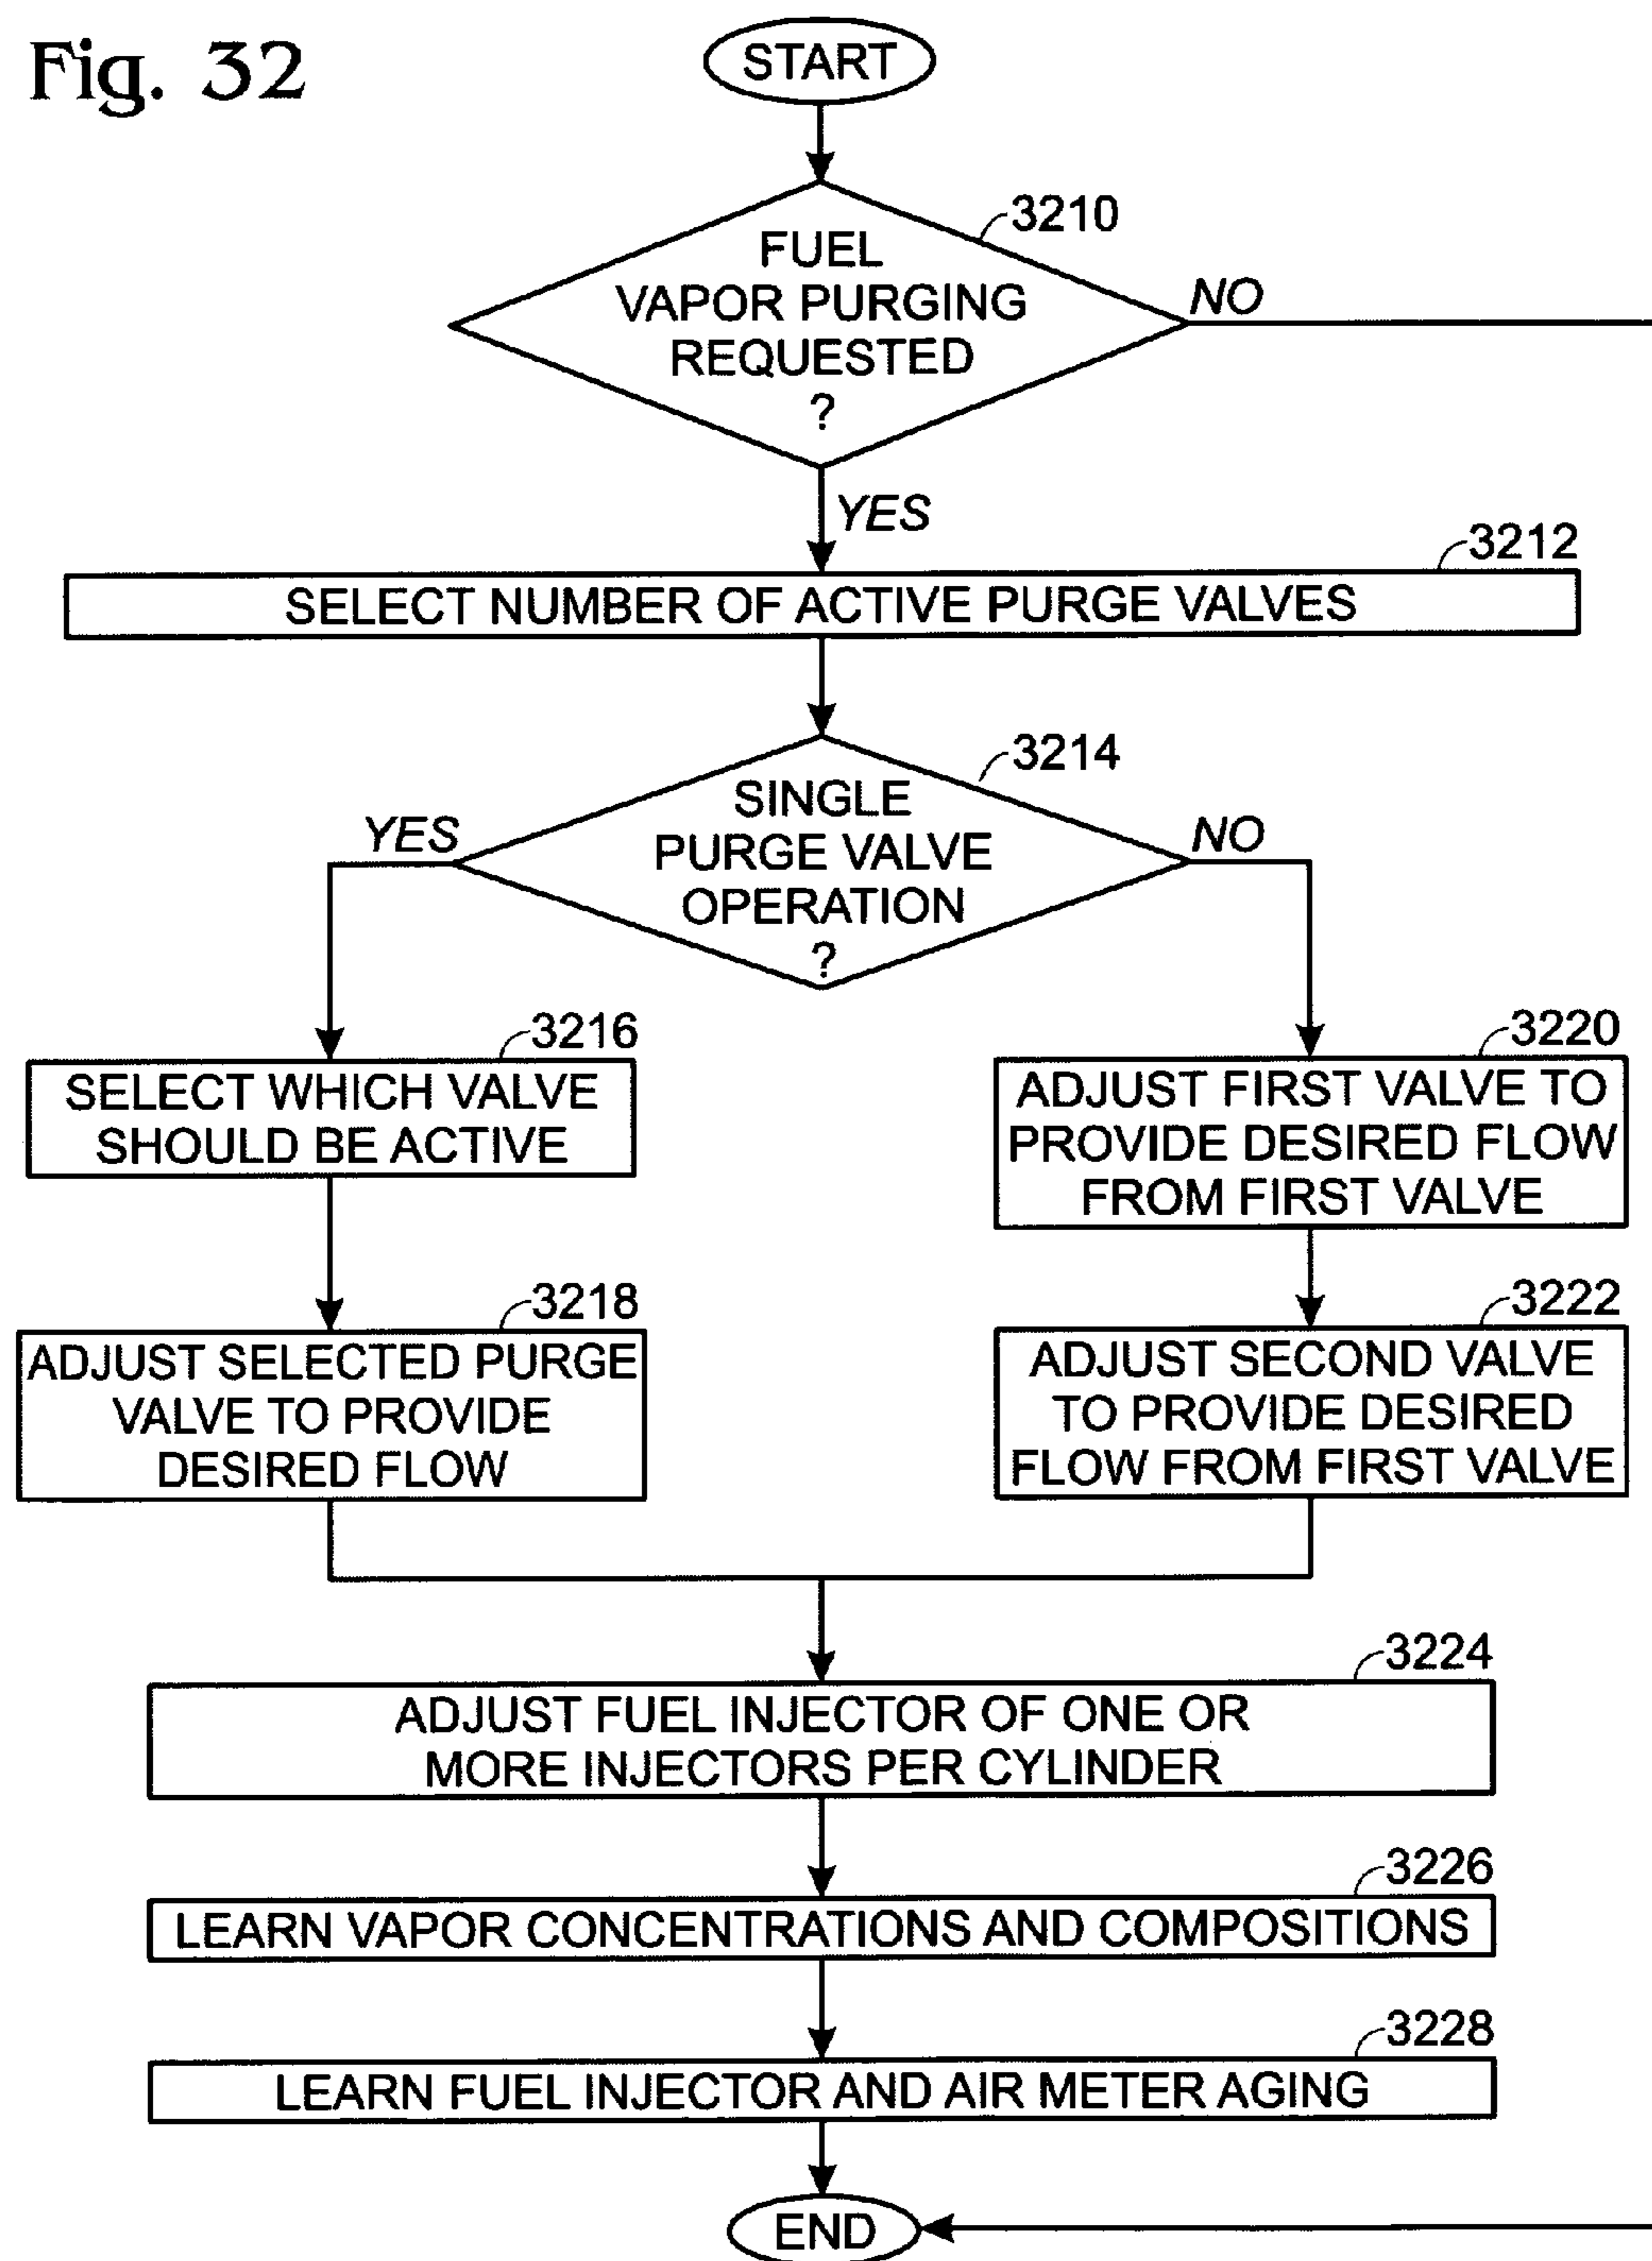 Fig. 32
START
3210
FUEL
VAPOR PURGING
REQUESTED
?
NO
YES
3212
SELECT NUMBER OF ACTIVE PURGE VALVES
3214
SINGLE
PURGE VALVE
OPERATION
?
YES
NO
3216
SELECT WHICH VALVE
SHOULD BE ACTIVE
3220
ADJUST FIRST VALVE TO
PROVIDE DESIRED FLOW
FROM FIRST VALVE
3218
ADJUST SELECTED PURGE
VALVE TO PROVIDE
DESIRED FLOW
3222
ADJUST SECOND VALVE
TO PROVIDE DESIRED
FLOW FROM FIRST VALVE
3224
ADJUST FUEL INJECTOR OF ONE OR
MORE INJECTORS PER CYLINDER
3226
LEARN VAPOR CONCENTRATIONS AND COMPOSITIONS
3228
LEARN FUEL INJECTOR AND AIR METER AGING
END